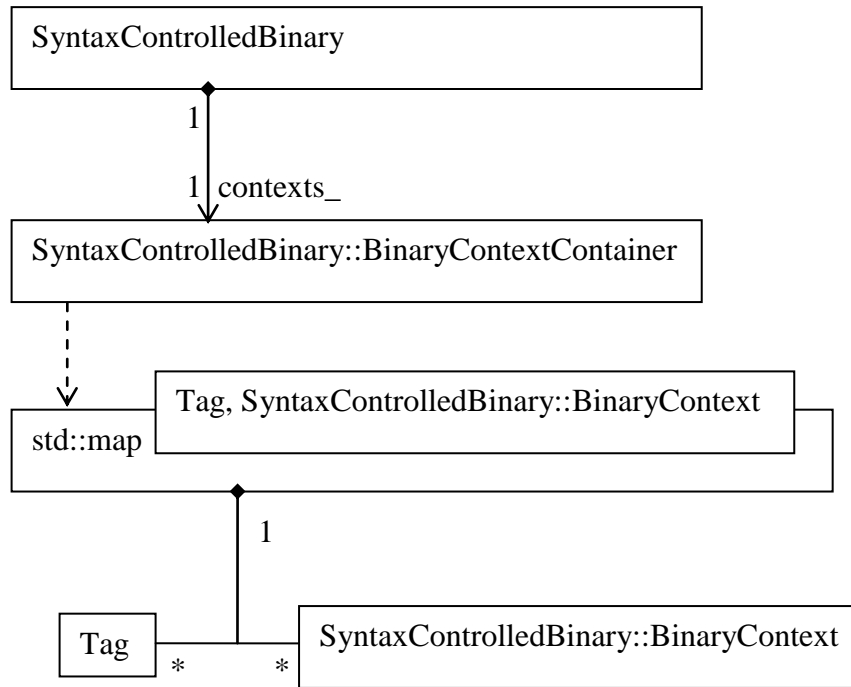 SyntaxControlledBinary
1
1 contexts_
SyntaxControlledBinary::BinaryContextContainer
Tag, SyntaxControlledBinary::BinaryContext
std::map
1
Tag
SyntaxControlledBinary::BinaryContext
* *